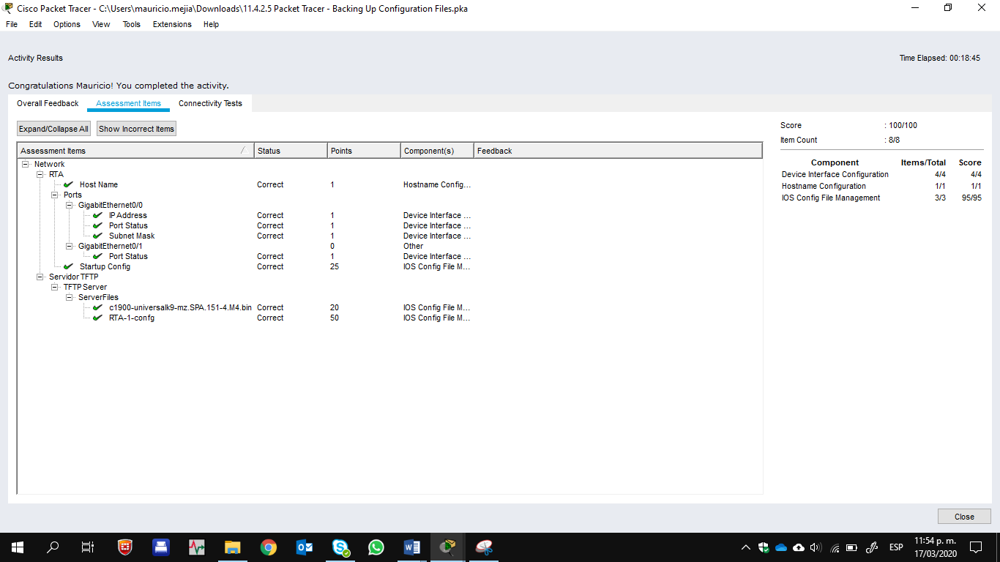 Cisco Packet Tracer - C:\Users\mauricio.mejia\Downloads\11.4.2.5 Packet Tracer - Backing Up Configuration Files.pka
File Edit Options View Tools Extensions Help
Activity Results
Time Elapsed: 00:18:45
Congratulations Mauricio! You completed the activity.
Overall Feedback Assessment Items Connectivity Tests
Expand/Collapse All Show Incorrect Items
Assessment Items Status Points Component(s) Feedback
Network
RTA
Host Name Correct 1 Hostname Config...
Ports
GigabitEthernet0/0
IP Address Correct 1 Device Interface ...
Port Status Correct 1 Device Interface ...
Subnet Mask Correct 1 Device Interface ...
GigabitEthernet0/1 0 Other
Port Status Correct 1 Device Interface ...
Startup Config Correct 25 IOS Config File M...
Servidor TFTP
TFTP Server
ServerFiles
c1900-universalk9-mz.SPA.151-4.M4.bin Correct 20 IOS Config File M...
RTA-1-confg Correct 50 IOS Config File M...
Score : 100/100
Item Count : 8/8
Component Items/Total Score
Device Interface Configuration 4/4 4/4
Hostname Configuration 1/1 1/1
IOS Config File Management 3/3 95/95
Close
ESP
11:54 p. m.
17/03/2020